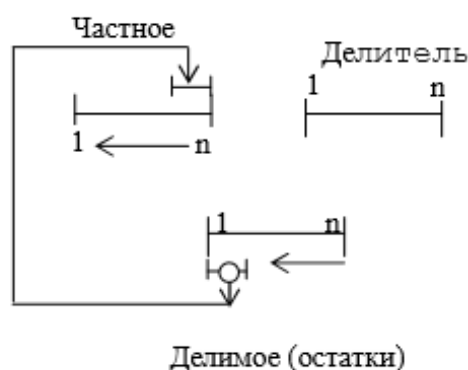 Частное
Делитель
1 n
1 n
1 n
Делимое (остатки)